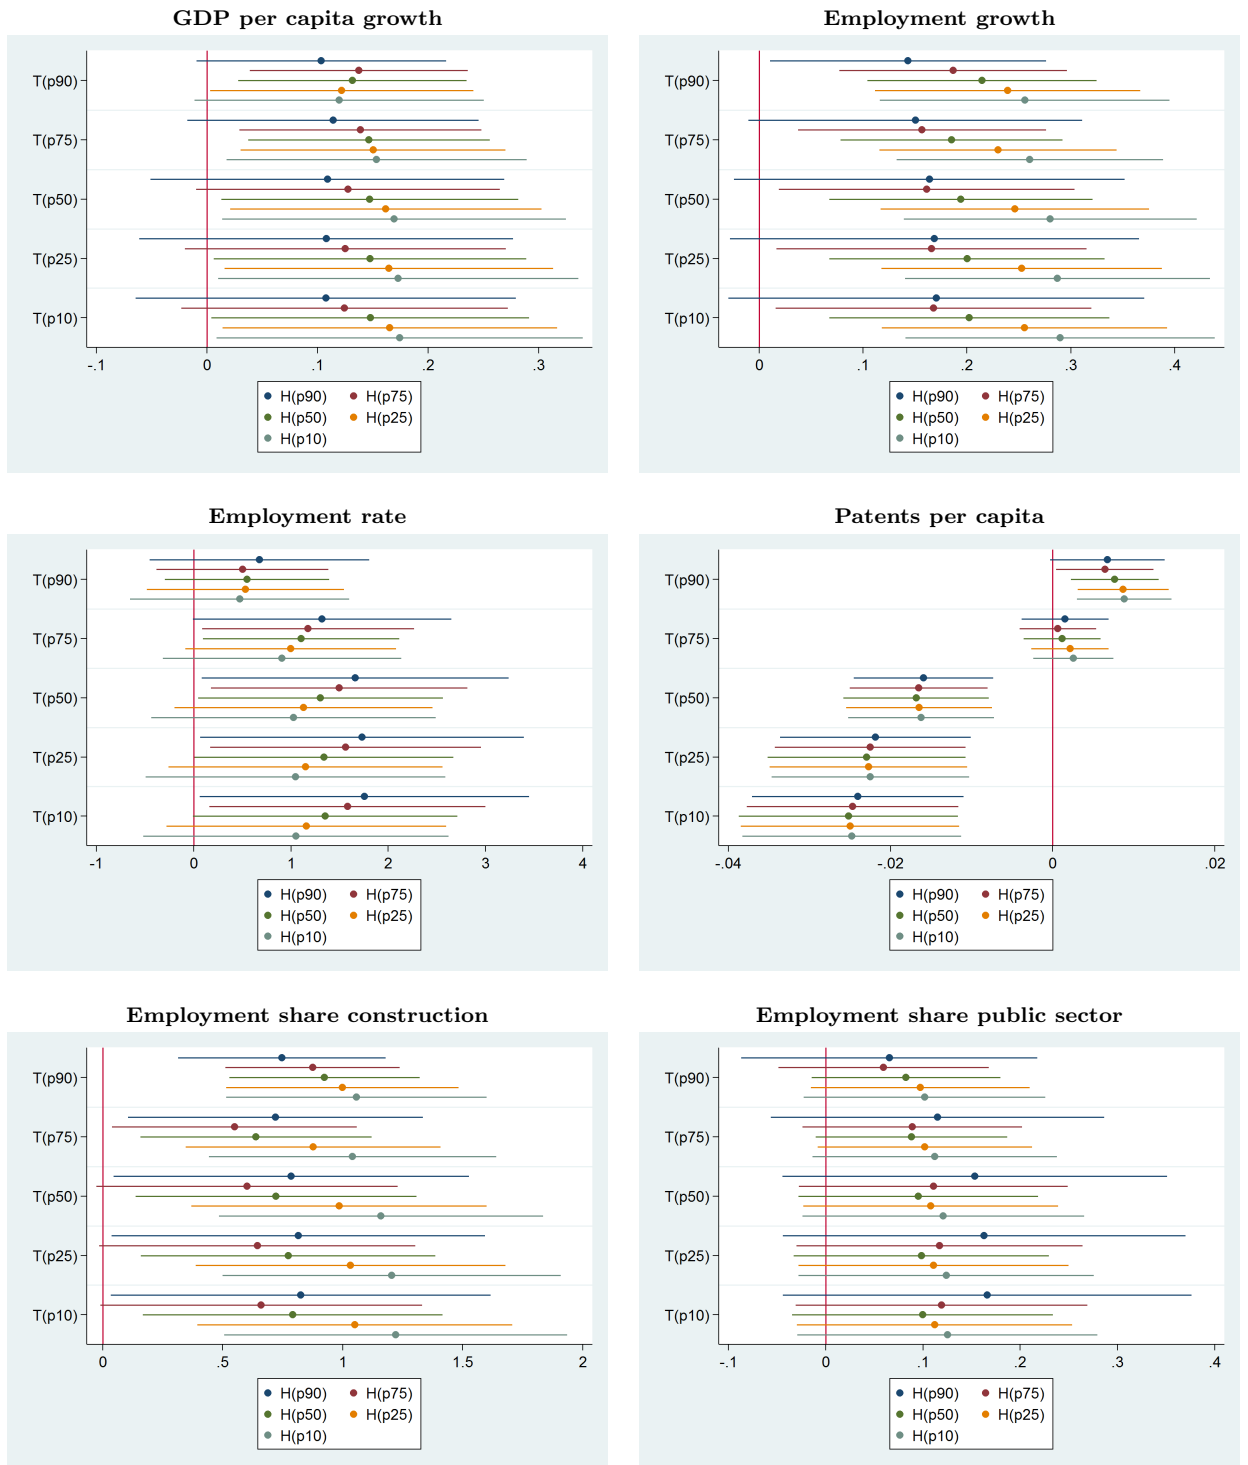 GDP per capita growth
T(p90)
T(p75)
T(p50)
T(p25)
T(p10)
-.1 0 .1 .2 .3
H(p90) H(p75)
H(p50) H(p25)
H(p10)
Employment growth
T(p90)
T(p75)
T(p50)
T(p25)
T(p10)
0 .1 .2 .3 .4
H(p90) H(p75)
H(p50) H(p25)
H(p10)
Employment rate
T(p90)
T(p75)
T(p50)
T(p25)
T(p10)
-1 0 1 2 3 4
H(p90) H(p75)
H(p50) H(p25)
H(p10)
Patents per capita
T(p90)
T(p75)
T(p50)
T(p25)
T(p10)
-.04 -.02 0 .02
H(p90) H(p75)
H(p50) H(p25)
H(p10)
Employment share construction
T(p90)
T(p75)
T(p50)
T(p25)
T(p10)
0 .5 1 1.5 2
H(p90) H(p75)
H(p50) H(p25)
H(p10)
Employment share public sector
T(p90)
T(p75)
T(p50)
T(p25)
T(p10)
-.1 0 .1 .2 .3 .4
H(p90) H(p75)
H(p50) H(p25)
H(p10)